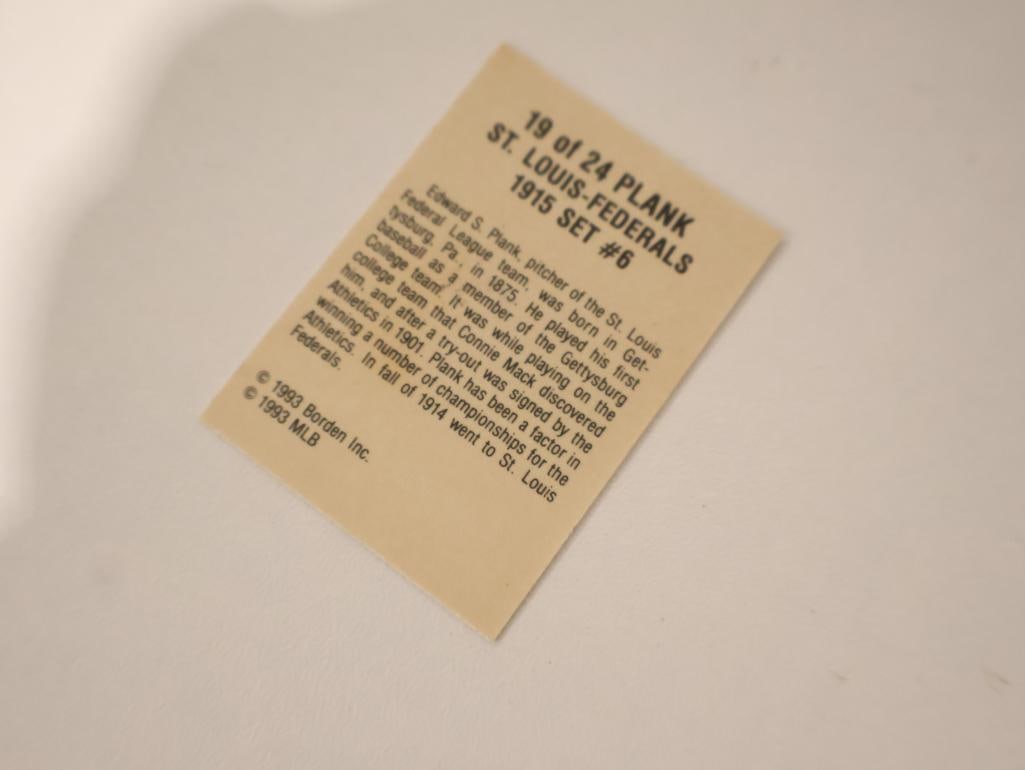 19 of 24 PLANK
ST. LOUIS-FEDERALS
1915 SET #6
Edward S. Plank, pitcher of the St. Louis
Federal League team, was born in Get-
tysburg, Pa., in 1875. He played his first
baseball as a member of the Gettysburg
College team. It was while playing on the
college team that Connie Mack discovered
him, and after a try-out was signed by the
Athletics in 1901. Plank has been a factor in
winning a number of championships for the
Athletics. In fall of 1914 went to St. Louis
Federals.
© 1993 Borden Inc.
© 1993 MLB